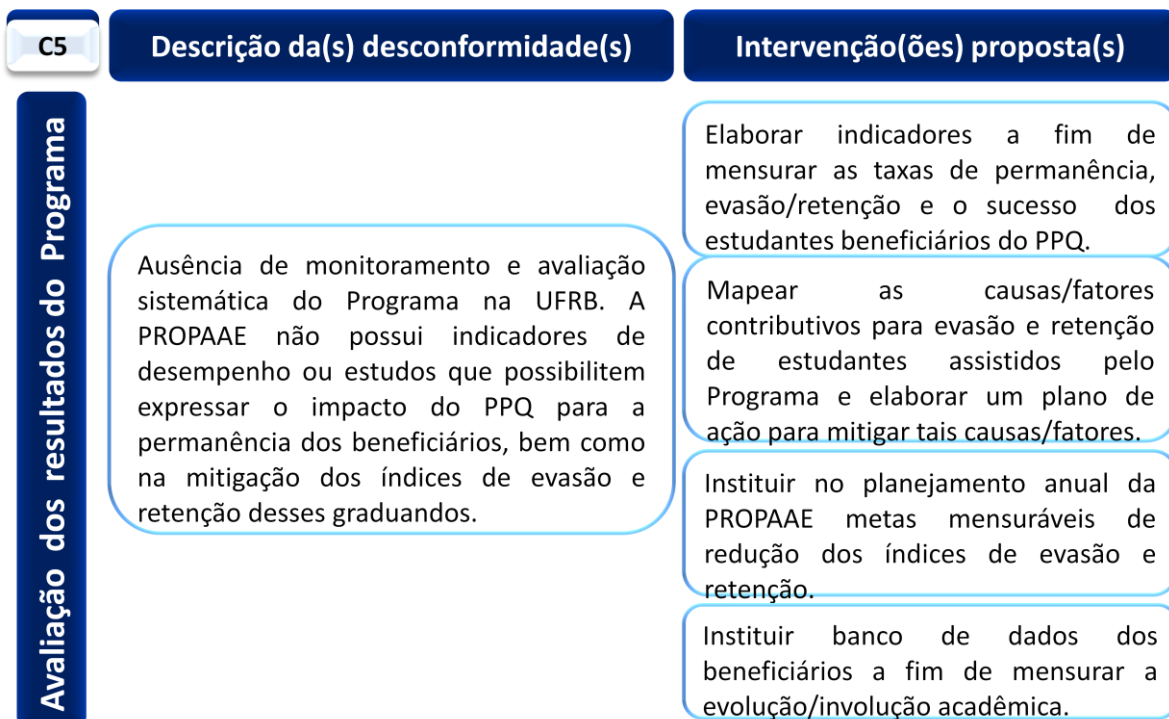 C5
Descrição da(s) desconformidade(s)
Intervenção(ões) proposta(s)
Avaliação dos resultados do Programa
Ausência de monitoramento e avaliação
sistemática do Programa na UFRB. A
PROPAAE não possui indicadores de
desempenho ou estudos que possibilitem
expressar o impacto do PPQ para a
permanência dos beneficiários, bem como
na mitigação dos índices de evasão e
retenção desses graduandos.
Elaborar indicadores a fim de
mensurar as taxas de permanência,
evasão/retenção e o sucesso dos
estudantes beneficiários do PPQ.
Mapear as causas/fatores
contributivos para evasão e retenção
de estudantes assistidos pelo
Programa e elaborar um plano de
ação para mitigar tais causas/fatores.
Instituir no planejamento anual da
PROPAAE metas mensuráveis de
redução dos índices de evasão e
retenção.
Instituir banco de dados dos
beneficiários a fim de mensurar a
evolução/involução acadêmica.